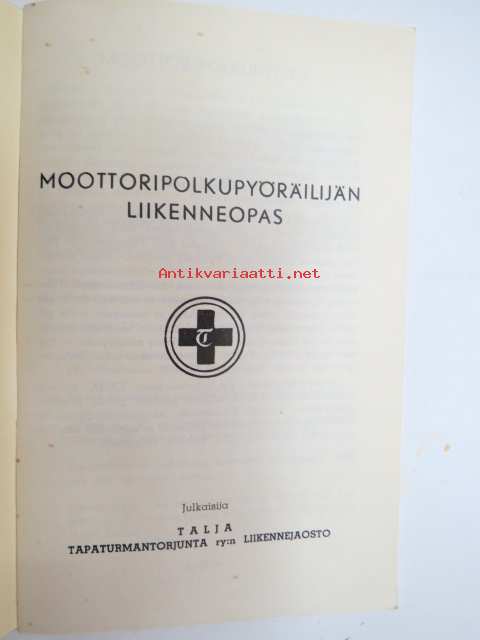 MOOTTORIPOLKUPYÖRÄILIJÄN
LIIKENNEOPAS
Antikvariaatti.net
T
Julkaisija
TALJA
TAPATURMANTORJUNTA ry:n LIIKENNEJAOSTO